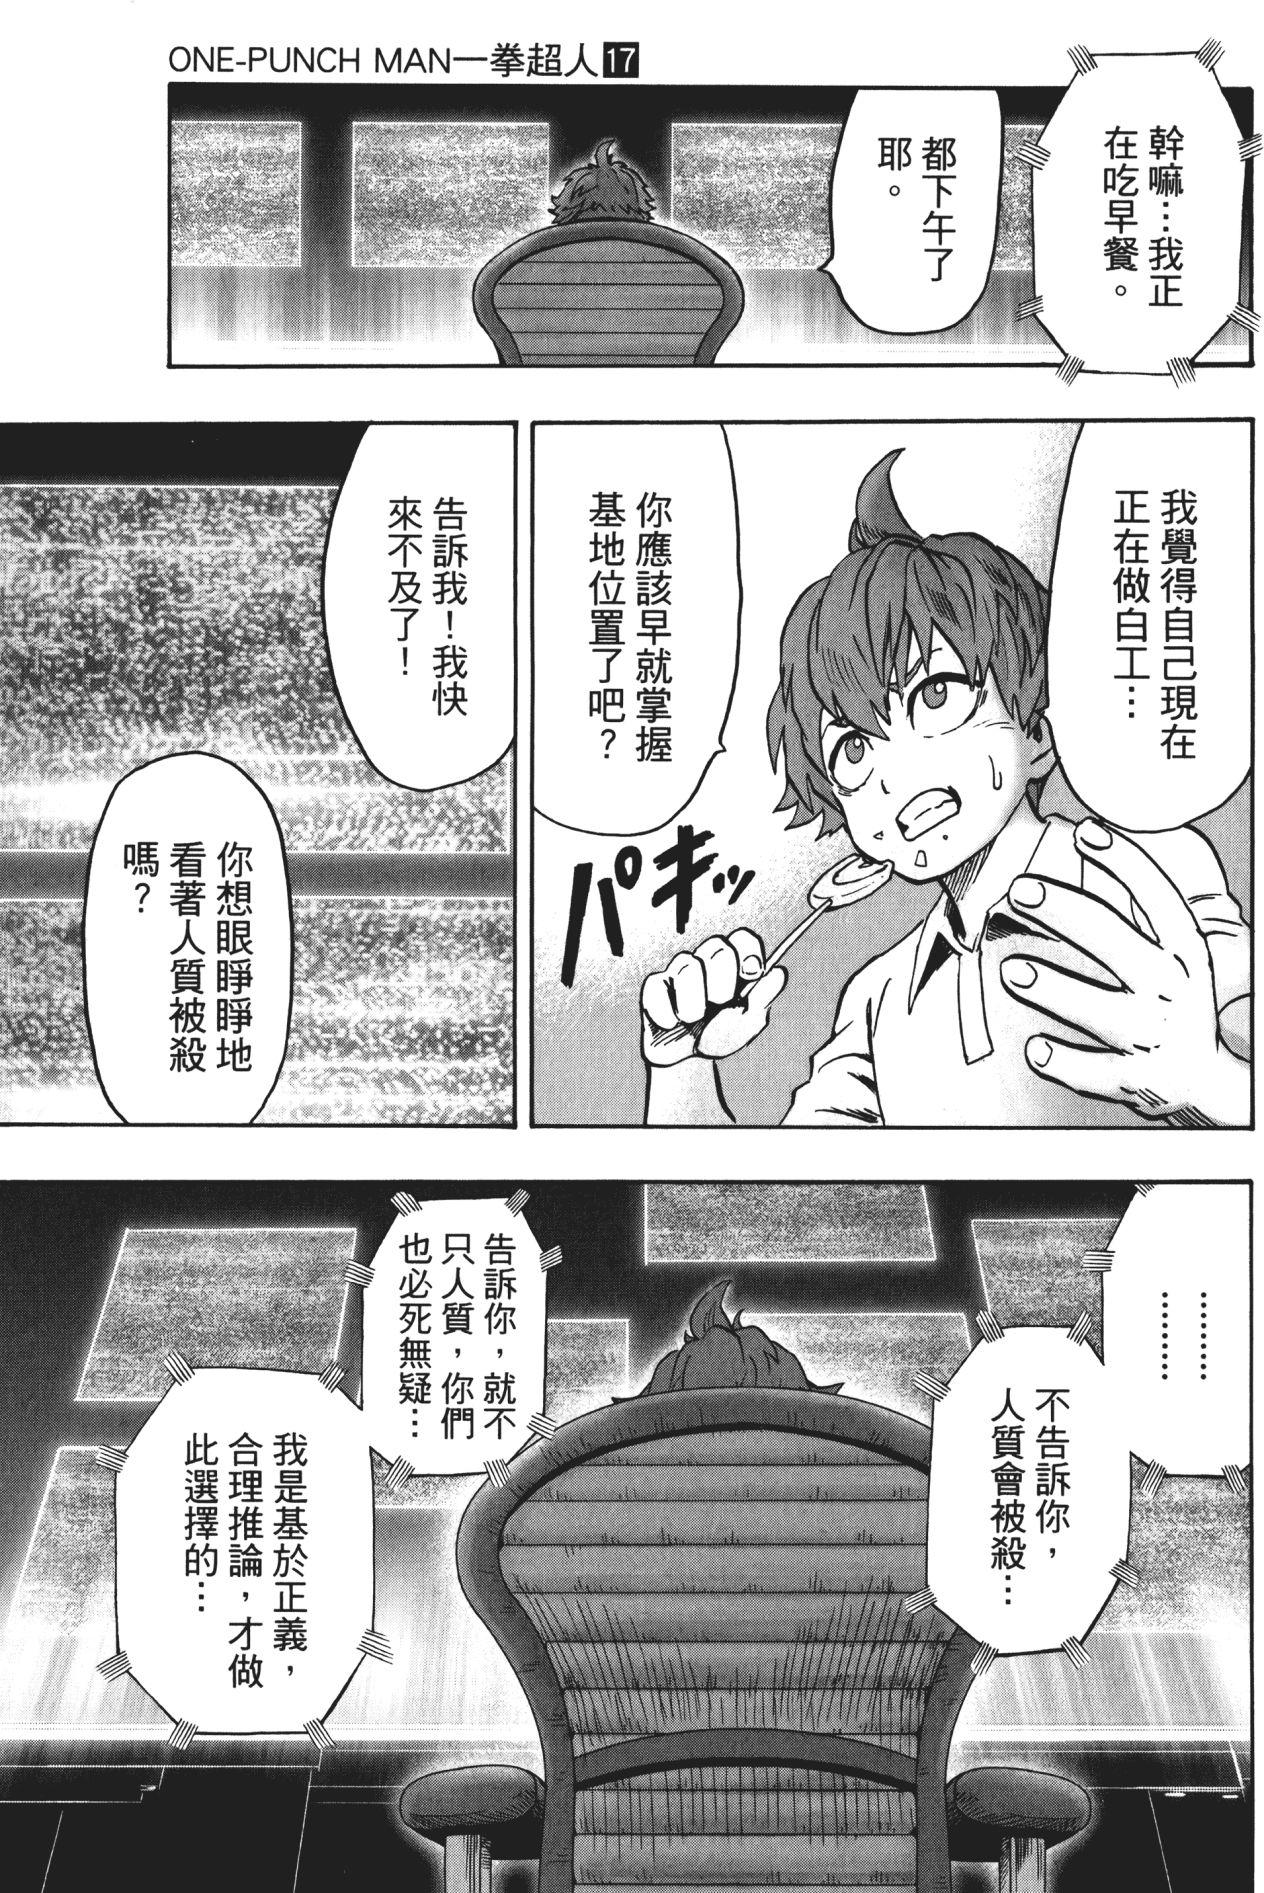 ONE-PUNCH MAN一拳超人17
幹嘛…我正
在吃早餐。
都下午了
耶。
我覺得自己現在
正在做白工…
你應該早就掌握
基地位置了吧？
パキッ
告訴我！我快
來不及了！
你想眼睜睜地
看著人質被殺
嗎？
………
………
不告訴你，
人質會被殺…
告訴你，就不
只人質，你們
也必死無疑…
我是基於正義，
合理推論，才做
此選擇的…